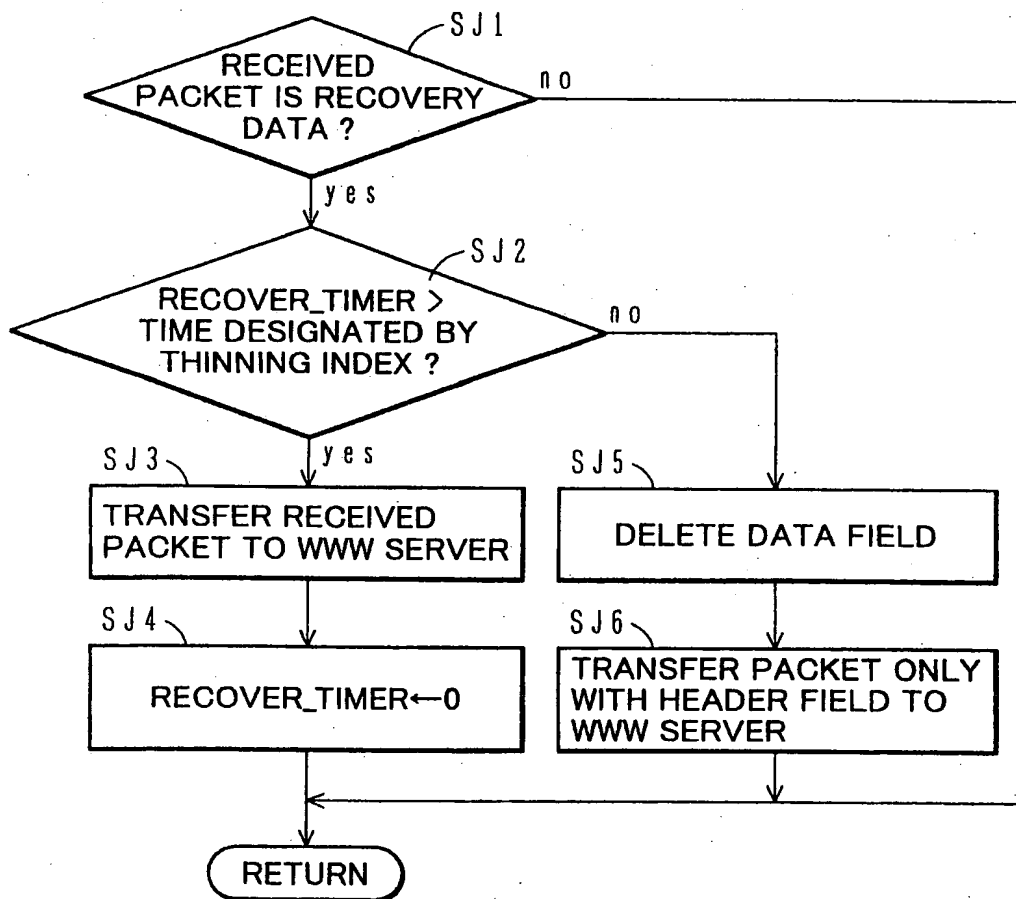 SJ1
RECEIVED
PACKET IS RECOVERY
DATA ?
no
yes
SJ2
RECOVER_TIMER >
TIME DESIGNATED BY
THINNING INDEX ?
no
yes
SJ3
TRANSFER RECEIVED
PACKET TO WWW SERVER
SJ5
DELETE DATA FIELD
SJ4
RECOVER_TIMER←0
SJ6
TRANSFER PACKET ONLY
WITH HEADER FIELD TO
WWW SERVER
RETURN